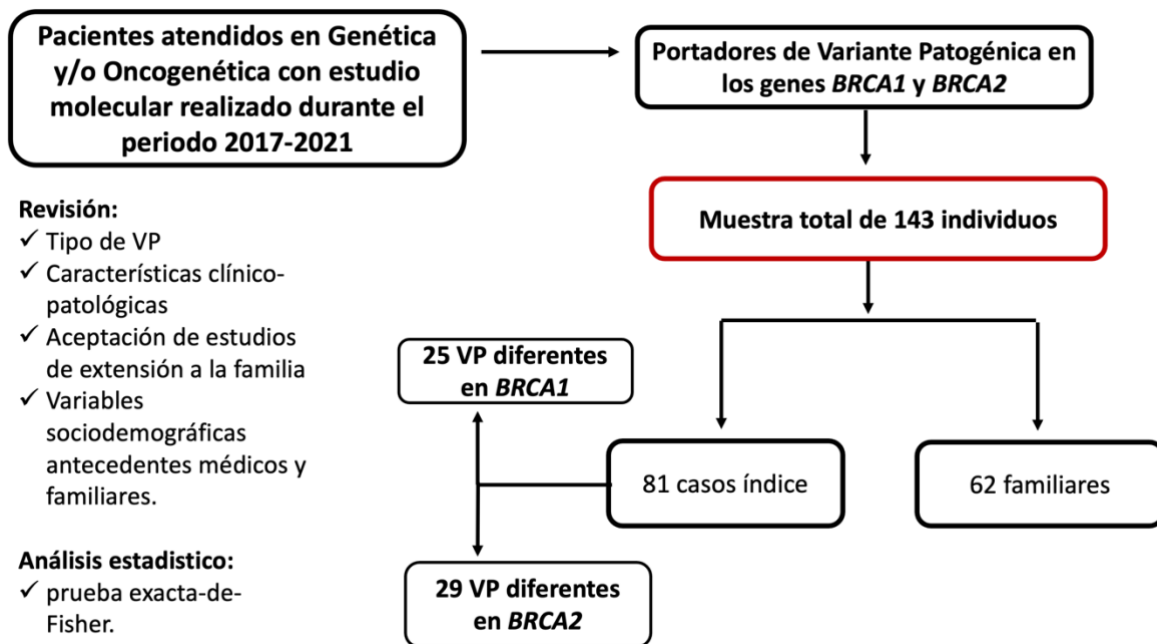 Pacientes atendidos en Genética
y/o Oncogenética con estudio
molecular realizado durante el
periodo 2017-2021
Portadores de Variante Patogénica en
los genes BRCA1 y BRCA2
Muestra total de 143 individuos
Revisión:
✓ Tipo de VP
✓ Características clínico-
patológicas
✓ Aceptación de estudios
de extensión a la familia
✓ Variables
sociodemográficas
antecedentes médicos y
familiares.
Análisis estadistico:
✓ prueba exacta-de-
Fisher.
25 VP diferentes
en BRCA1
81 casos índice
62 familiares
29 VP diferentes
en BRCA2